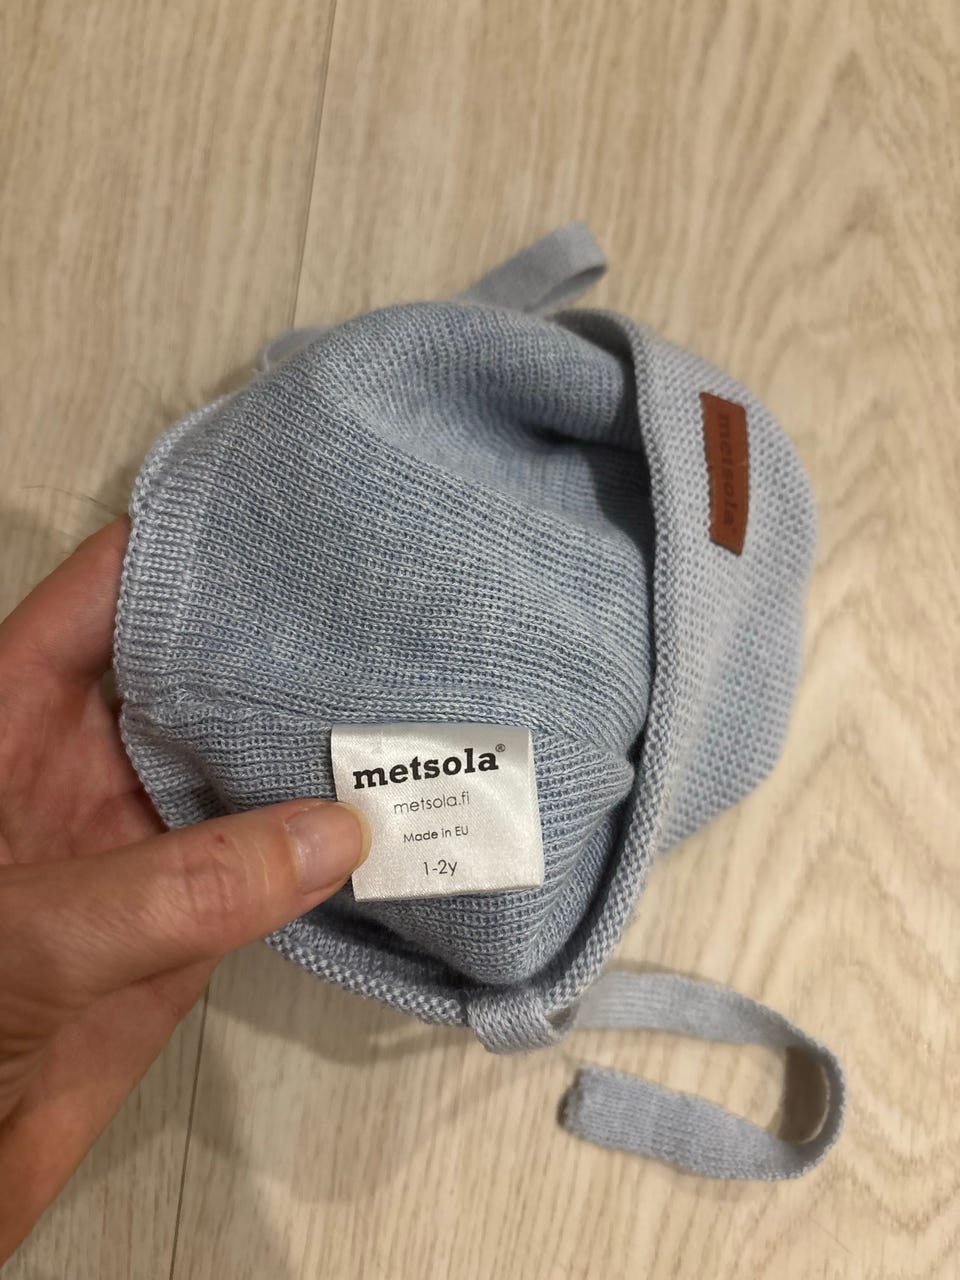 metsola®
metsola.fi
Made in EU
1-2y
metsola